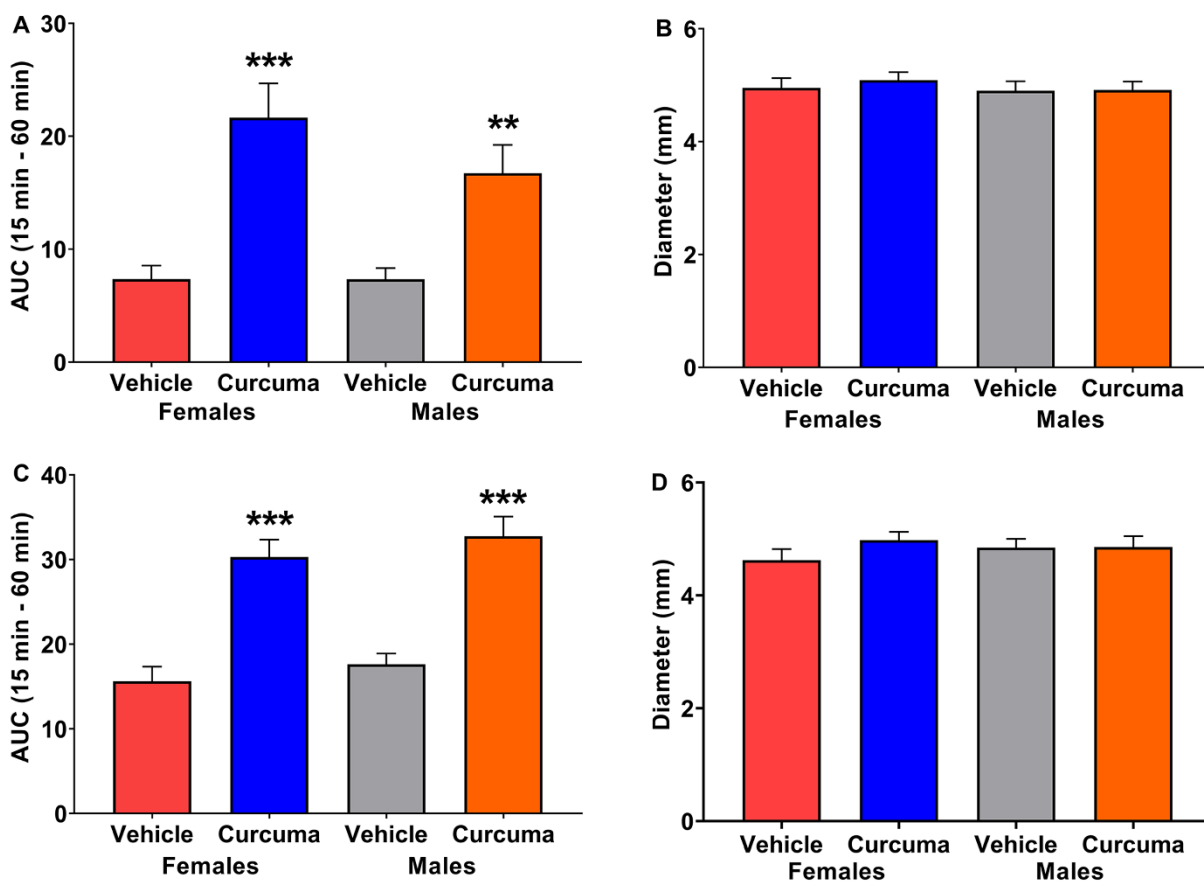 A
AUC (15 min - 60 min)
30
20
10
0
***
**
Vehicle Curcuma Vehicle Curcuma
Females Males
B
Diameter (mm)
6
4
2
0
Vehicle Curcuma Vehicle Curcuma
Females Males
C
AUC (15 min - 60 min)
40
30
20
10
0
***
***
Vehicle Curcuma Vehicle Curcuma
Females Males
D
Diameter (mm)
6
4
2
0
Vehicle Curcuma Vehicle Curcuma
Females Males